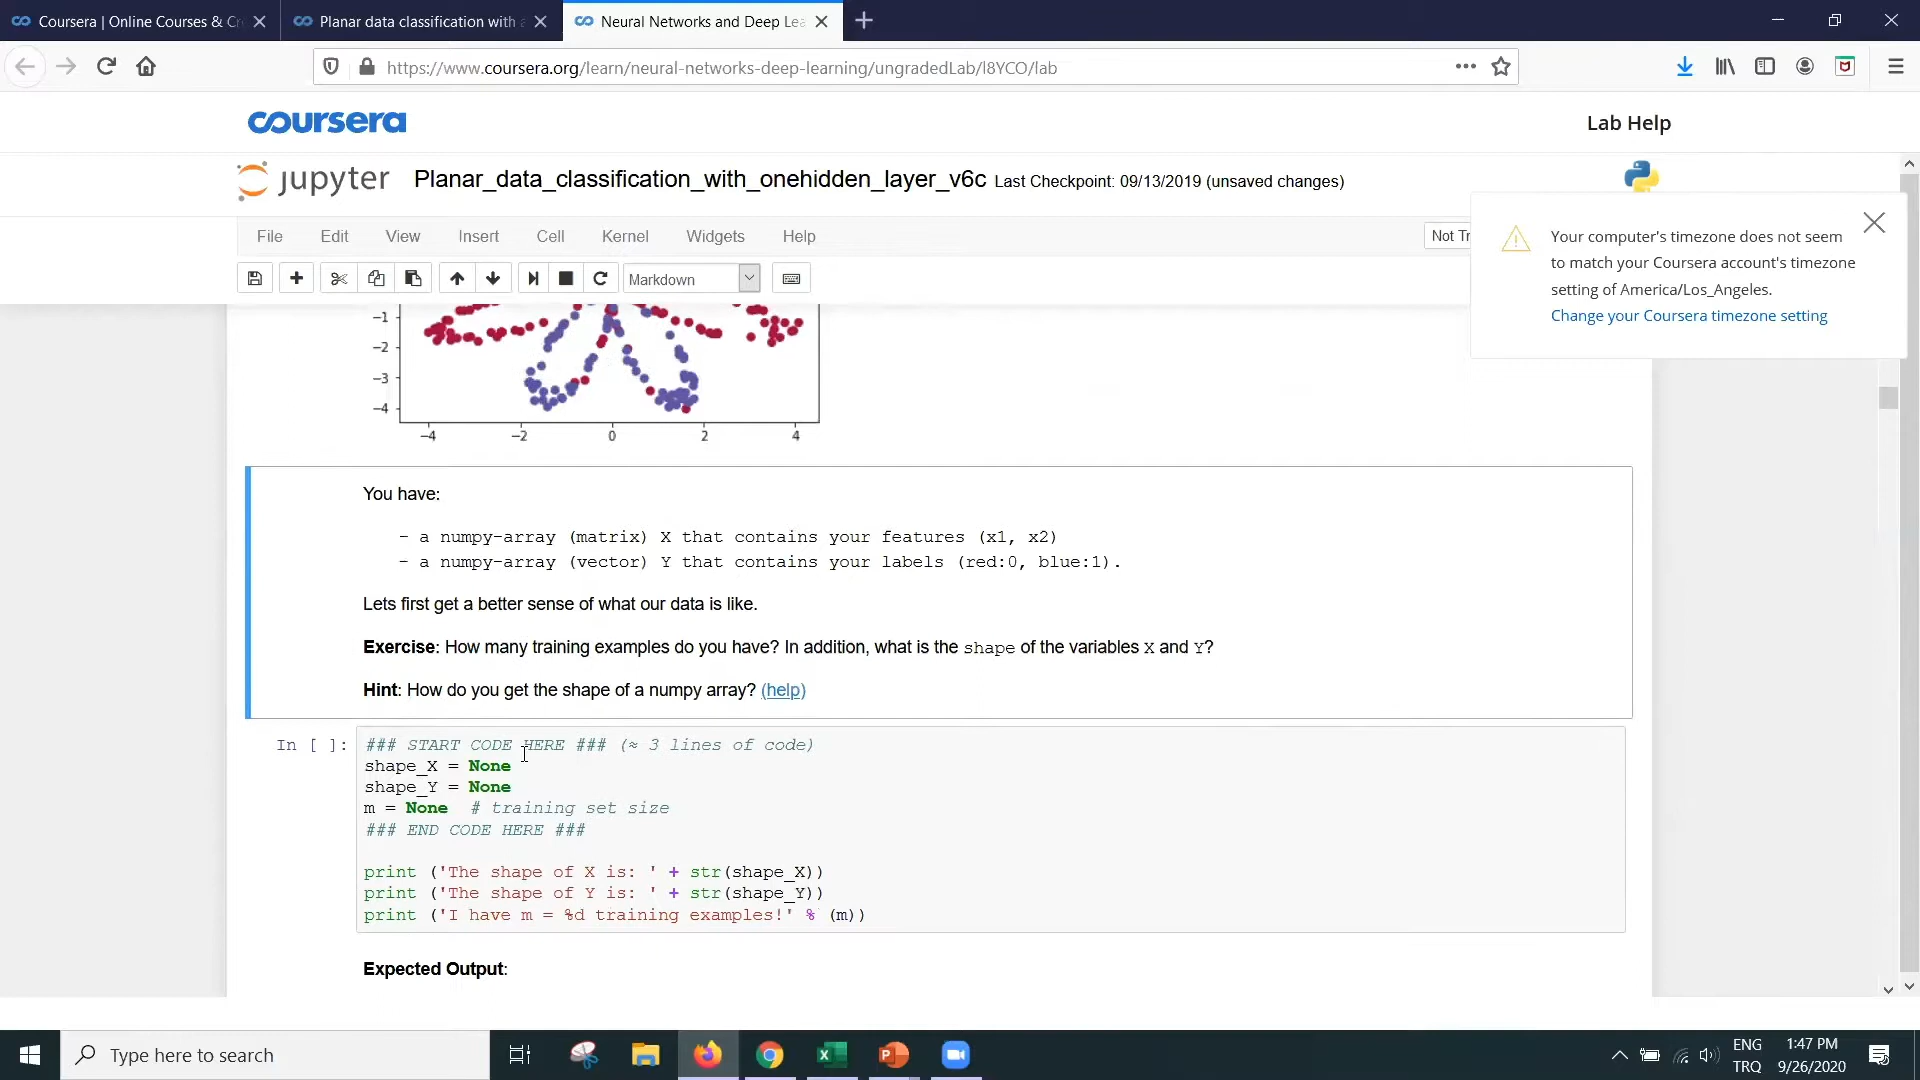 Coursera | Online Courses & Cr
Planar data classification with a
Neural Networks and Deep Lea
https://www.coursera.org/learn/neural-networks-deep-learning/ungradedLab/l8YCO/lab
coursera
Lab Help
jupyter
Planar_data_classification_with_onehidden_layer_v6c Last Checkpoint: 09/13/2019 (unsaved changes)
File Edit View Insert Cell Kernel Widgets Help
Not Tr
Markdown
Your computer's timezone does not seem
to match your Coursera account's timezone
setting of America/Los_Angeles.
Change your Coursera timezone setting
−1
−2
−3
−4
−4 −2 0 2 4
You have:
- a numpy-array (matrix) X that contains your features (x1, x2)
- a numpy-array (vector) Y that contains your labels (red:0, blue:1).
Lets first get a better sense of what our data is like.
Exercise: How many training examples do you have? In addition, what is the shape of the variables X and Y?
Hint: How do you get the shape of a numpy array? (help)
In [ ]:
### START CODE HERE ### (≈ 3 lines of code)
shape_X = None
shape_Y = None
m = None  # training set size
### END CODE HERE ###
print ('The shape of X is: ' + str(shape_X))
print ('The shape of Y is: ' + str(shape_Y))
print ('I have m = %d training examples!' % (m))
Expected Output:
Type here to search
ENG
TRQ
1:47 PM
9/26/2020